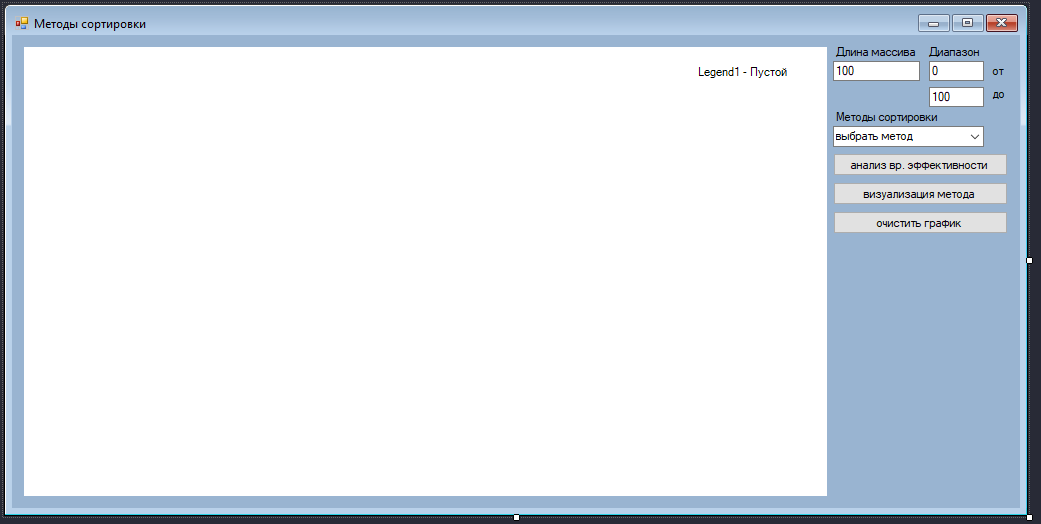 Методы сортировки
Legend1 - Пустой
Длина массива
Диапазон
100
0
от
100
до
Методы сортировки
выбрать метод
анализ вр. эффективности
визуализация метода
очистить график